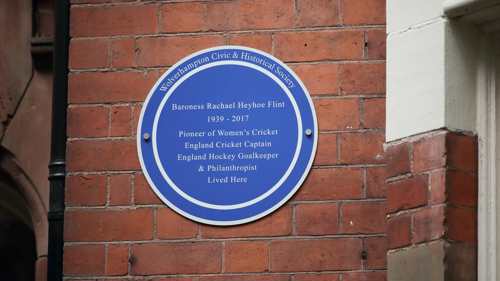 Wolverhampton Civic & Historical Society
Baroness Rachael Heyhoe Flint
1939 - 2017
Pioneer of Women's Cricket
England Cricket Captain
England Hockey Goalkeeper
& Philanthropist
Lived Here